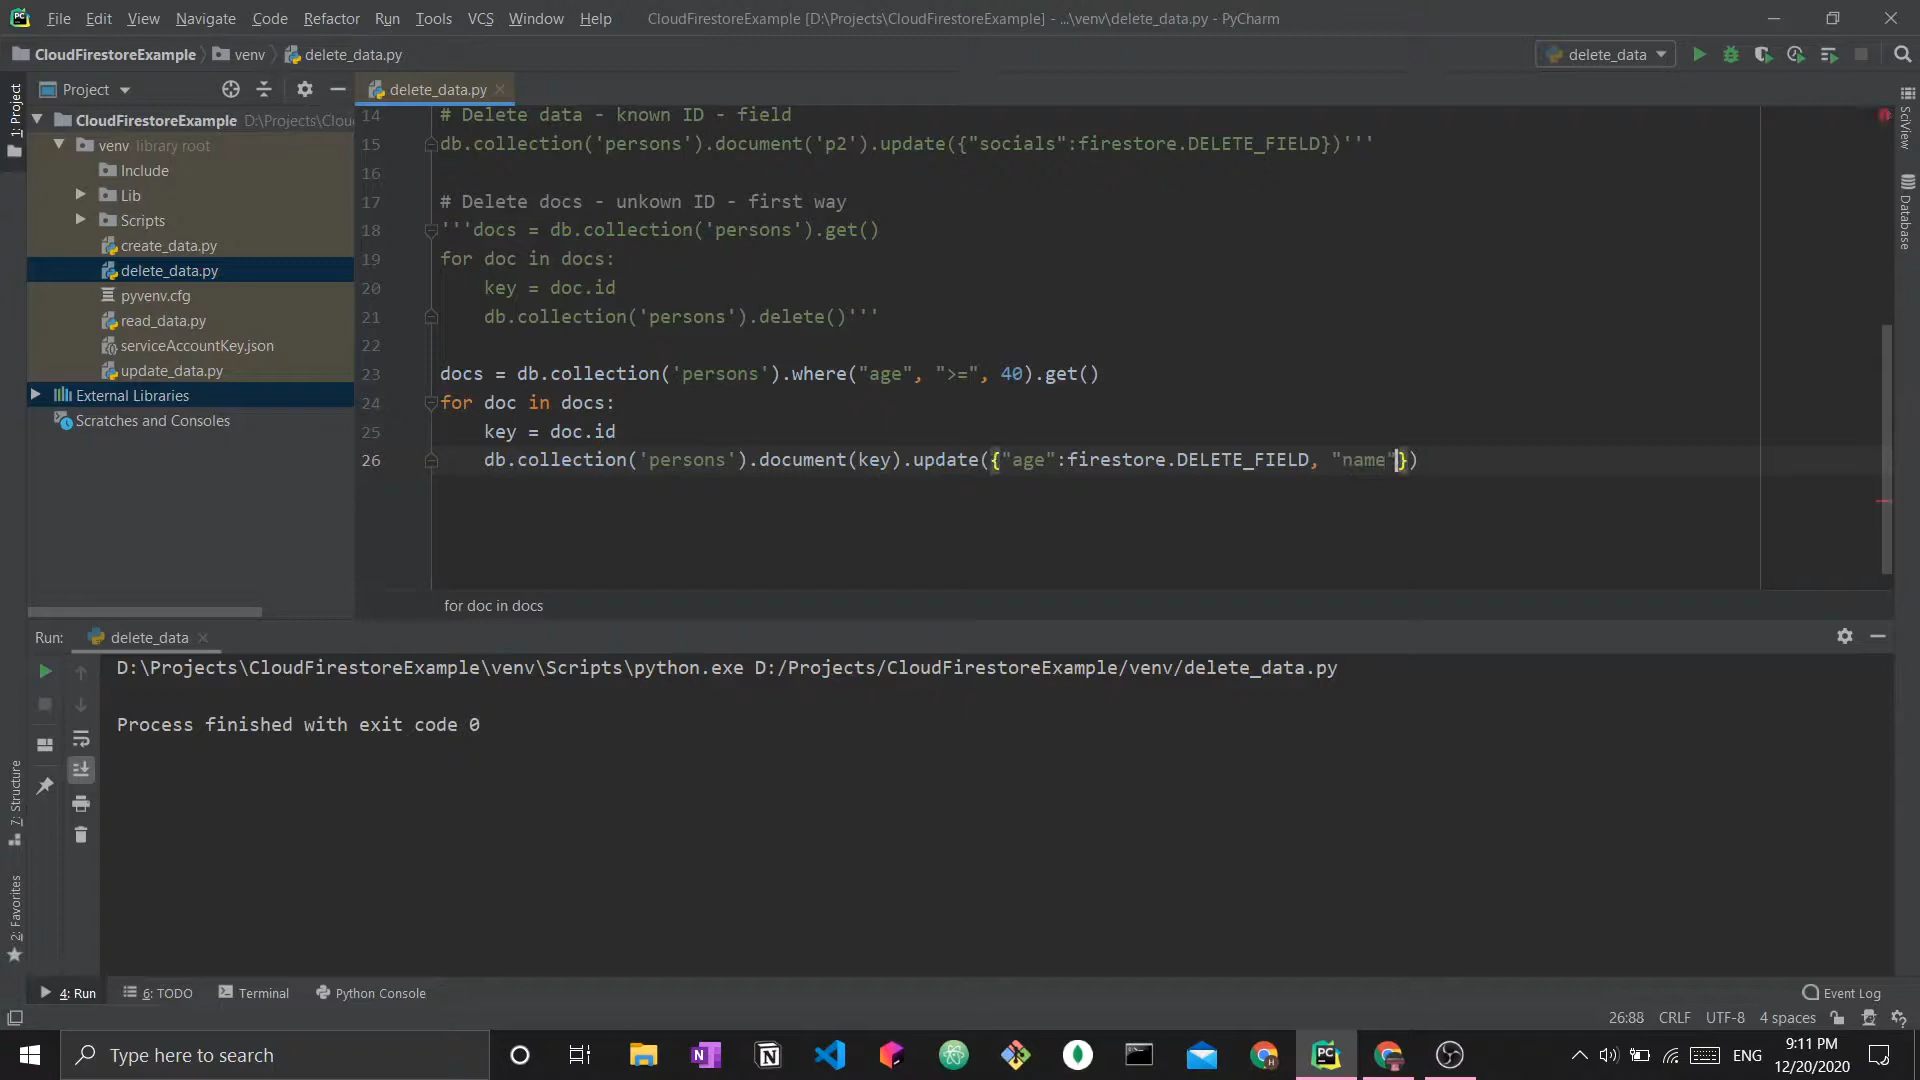 File Edit View Navigate Code Refactor Run Tools VCS Window Help CloudFirestoreExample [D:\Projects\CloudFirestoreExample] - ...\venv\delete_data.py - PyCharm
CloudFirestoreExample venv delete_data.py delete_data
Project
delete_data.py
1: Project
CloudFirestoreExample D:\Projects\Clou
venv library root
Include
Lib
Scripts
create_data.py
delete_data.py
pyvenv.cfg
read_data.py
serviceAccountKey.json
update_data.py
External Libraries
Scratches and Consoles
14 # Delete data - known ID - field
15 db.collection('persons').document('p2').update({"socials":firestore.DELETE_FIELD})'''
16
17 # Delete docs - unkown ID - first way
18 '''docs = db.collection('persons').get()
19 for doc in docs:
20 key = doc.id
21 db.collection('persons').delete()'''
22
23 docs = db.collection('persons').where("age", ">=", 40).get()
24 for doc in docs:
25 key = doc.id
26 db.collection('persons').document(key).update({"age":firestore.DELETE_FIELD, "name"})
for doc in docs
SciView
Database
Run: delete_data
D:\Projects\CloudFirestoreExample\venv\Scripts\python.exe D:/Projects/CloudFirestoreExample/venv/delete_data.py
Process finished with exit code 0
7: Structure
2: Favorites
4: Run 6: TODO Terminal Python Console Event Log
26:88 CRLF UTF-8 4 spaces
Type here to search
ENG
9:11 PM
12/20/2020